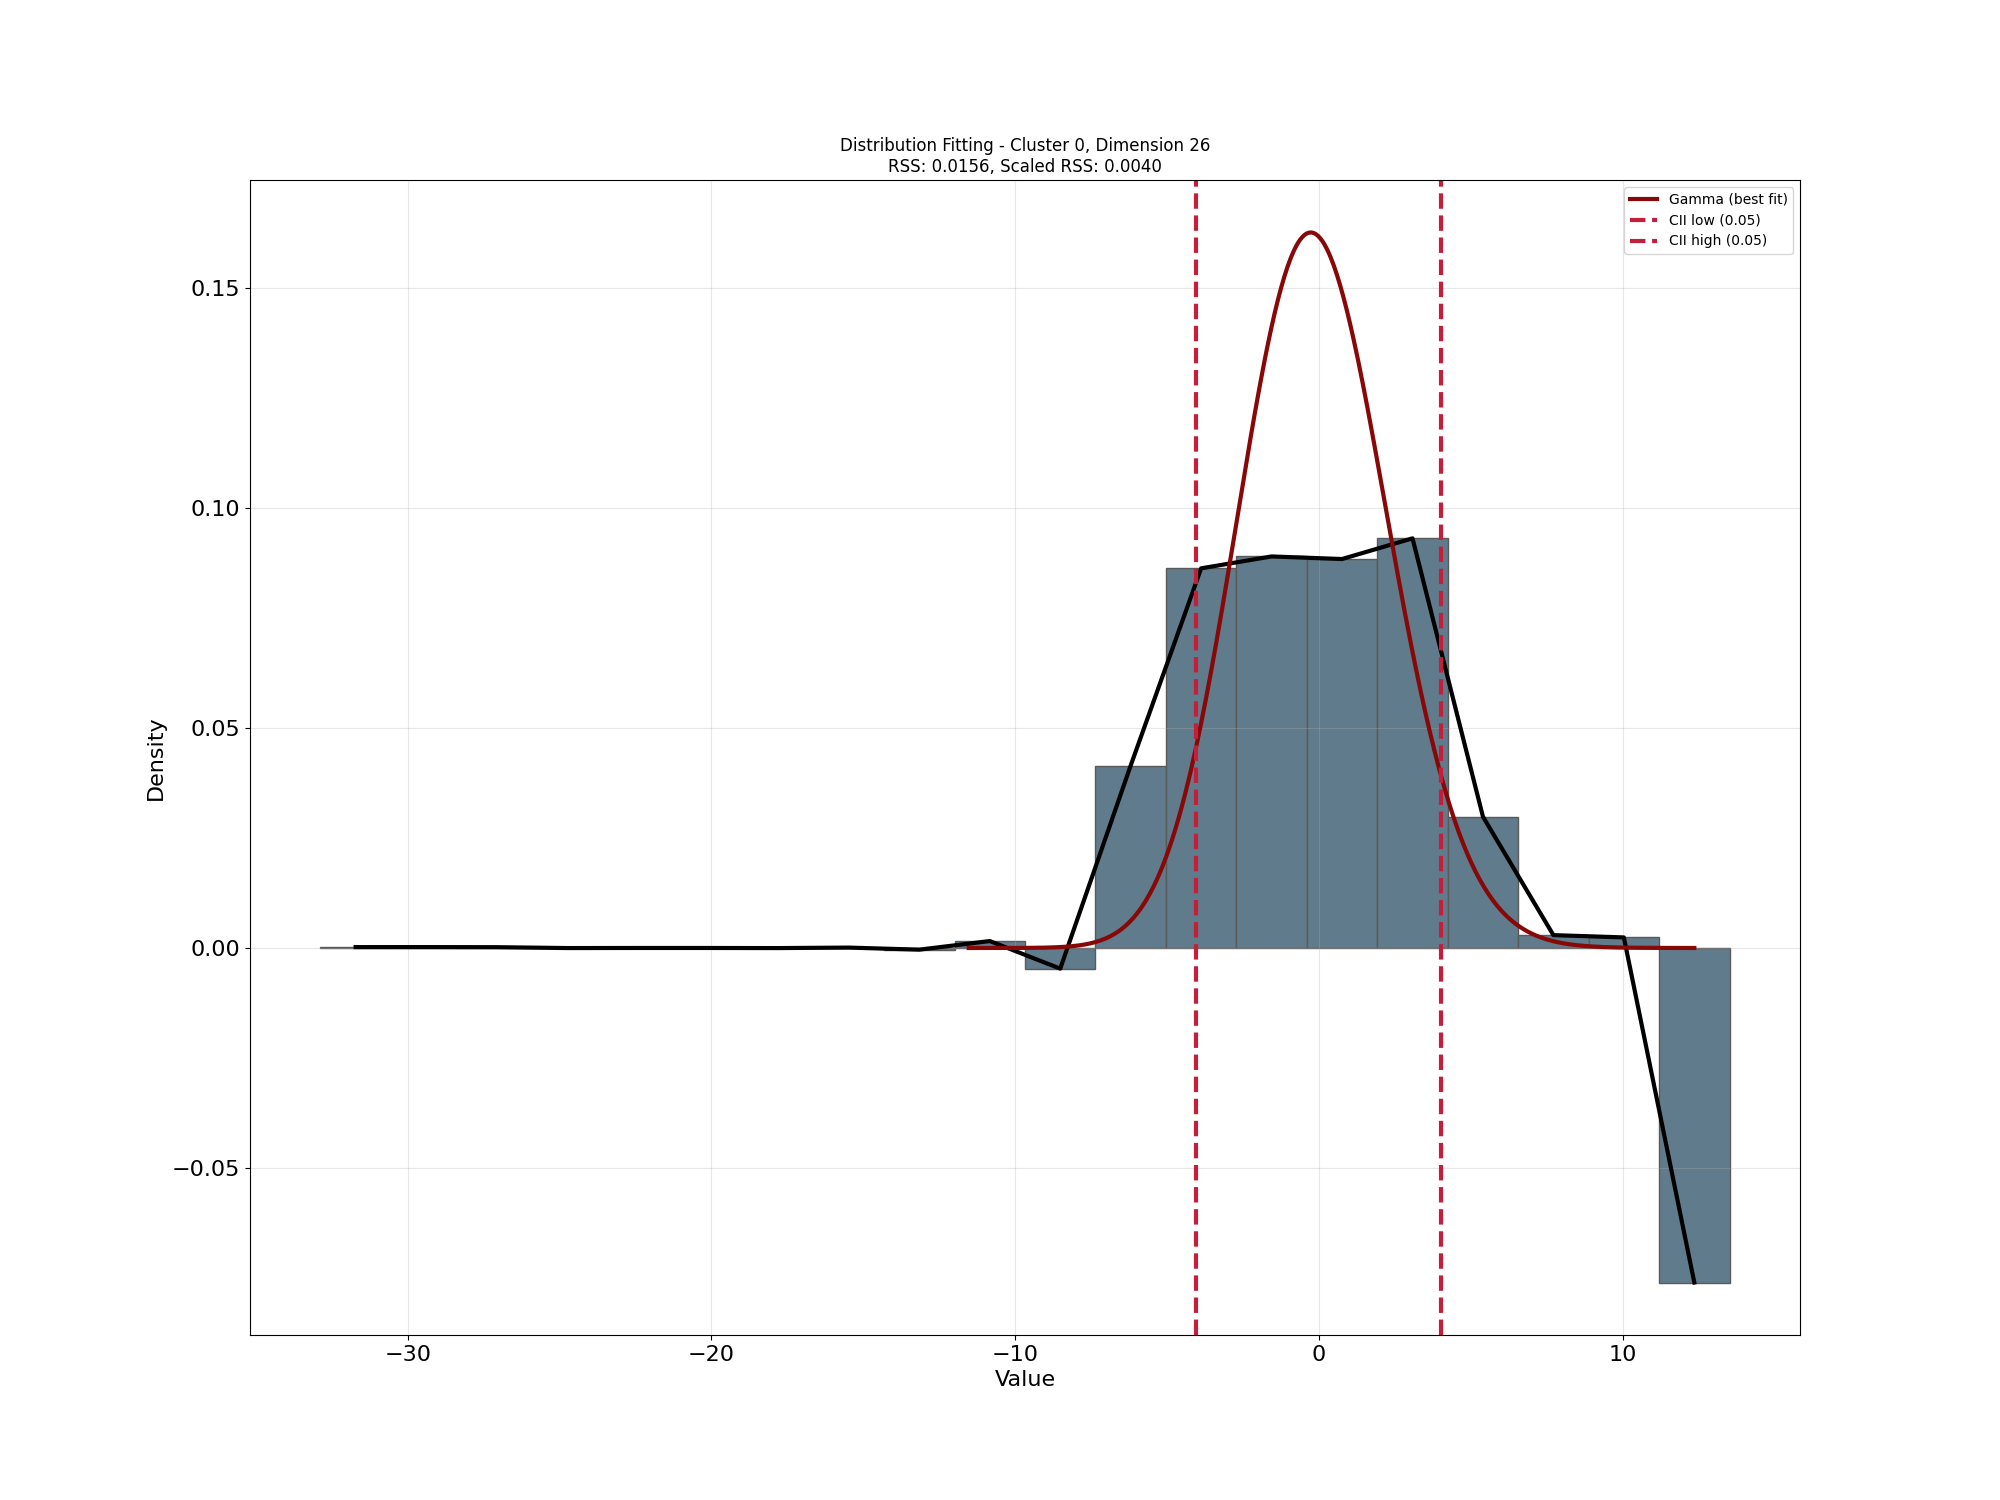 Distribution Fitting - Cluster 0, Dimension 26
RSS: 0.0156, Scaled RSS: 0.0040
Gamma (best fit)
CII low (0.05)
CII high (0.05)
0.15
0.10
0.05
0.00
−0.05
Density
−30
−20
−10
0
10
Value